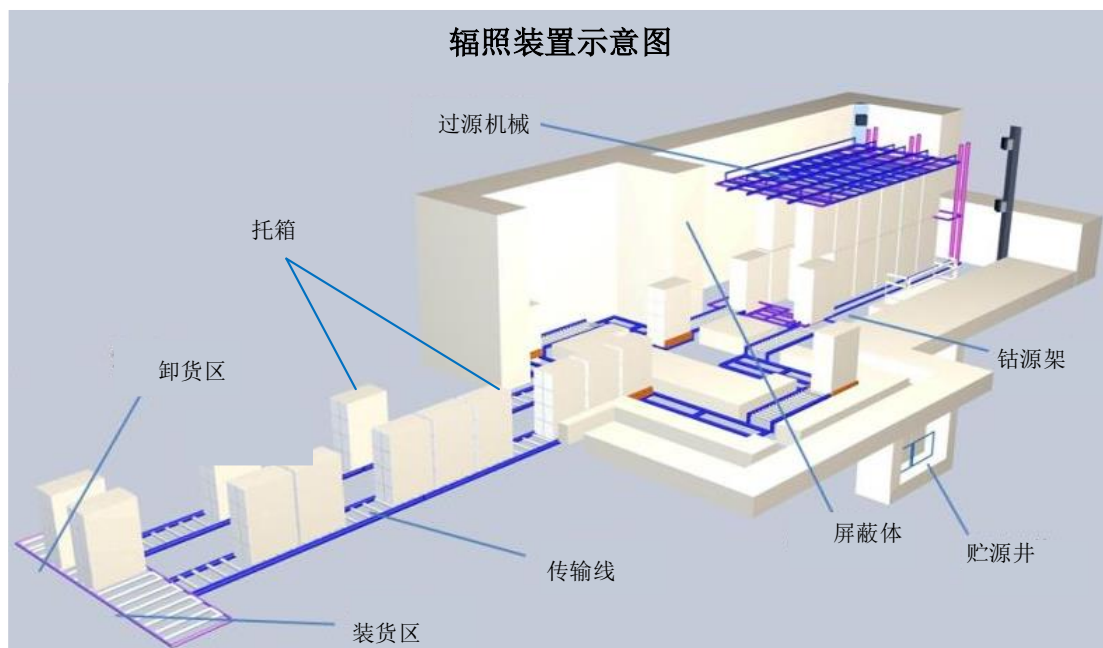 辐照装置示意图
过源机械
托箱
卸货区
钴源架
屏蔽体
贮源井
传输线
装货区